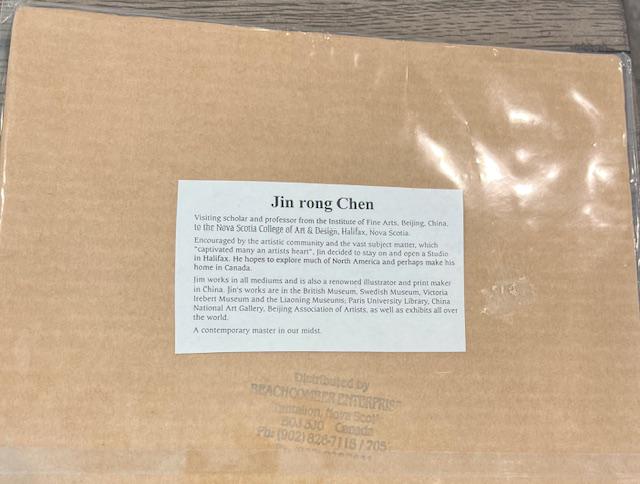 Jin rong Chen
Visiting scholar and professor from the Institute of Fine Arts, Beijing, China,
to the Nova Scotia College of Art & Design, Halifax, Nova Scotia.
Encouraged by the artistic community and the vast subject matter, which
"captivated many an artists heart", Jin decided to stay on and open a Studio
in Halifax. He hopes to explore much of North America and perhaps make his
home in Canada.
Jim works in all mediums and is also a renowned illustrator and print maker
in China. Jin's works are in the British Museum, Swedish Museum, Victoria
Irebert Museum and the Liaoning Museums; Paris University Library, China
National Art Gallery, Beijing Association of Artists, as well as exhibits all over
the world.
A contemporary master in our midst.
Distributed by
BEACHCOMBER ENTERPRIS
Tantallon, Nova Scoti
B0J 3J0 Canada
Ph: (902) 826-7116 / 705